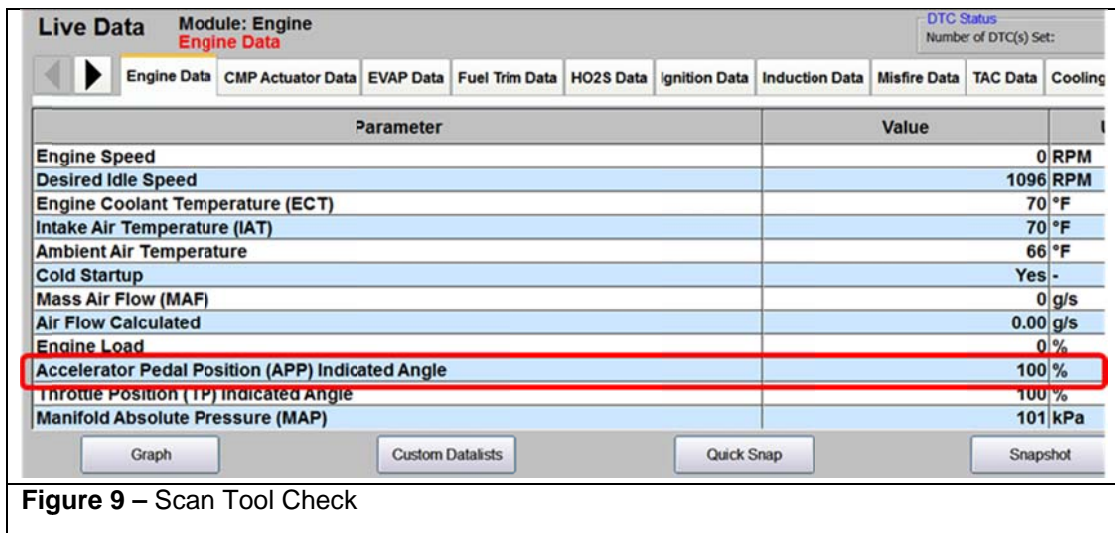 Live Data Module: Engine
Engine Data
DTC Status
Number of DTC(s) Set:
Engine Data CMP Actuator Data EVAP Data Fuel Trim Data HO2S Data Ignition Data Induction Data Misfire Data TAC Data Cooling
Parameter Value
Engine Speed 0 RPM
Desired Idle Speed 1096 RPM
Engine Coolant Temperature (ECT) 70 °F
Intake Air Temperature (IAT) 70 °F
Ambient Air Temperature 66 °F
Cold Startup Yes -
Mass Air Flow (MAF) 0 g/s
Air Flow Calculated 0.00 g/s
Engine Load 0 %
Accelerator Pedal Position (APP) Indicated Angle 100 %
Throttle Position (TP) Indicated Angle 100 %
Manifold Absolute Pressure (MAP) 101 kPa
Graph Custom Datalists Quick Snap Snapshot
Figure 9 – Scan Tool Check